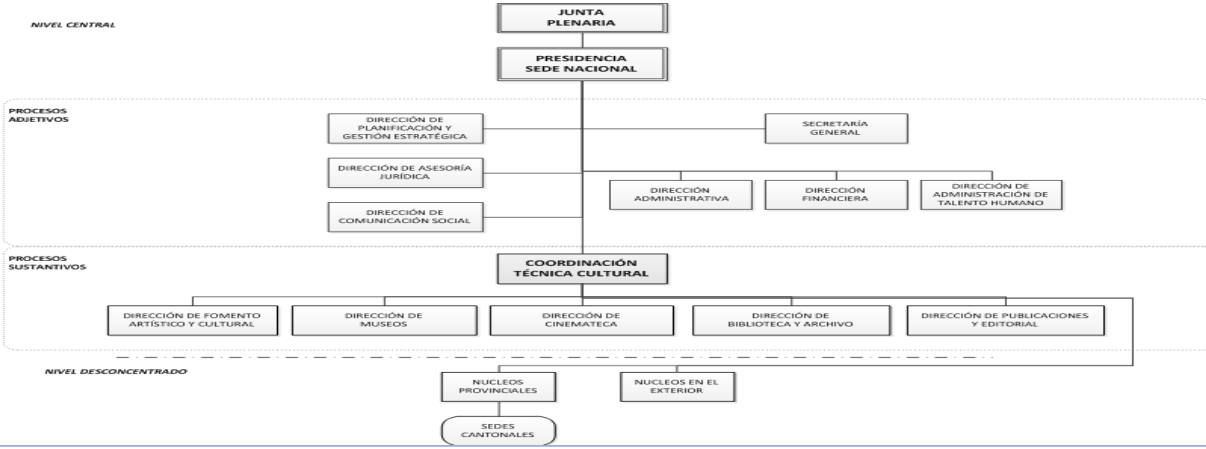 NIVEL CENTRAL
JUNTA
PLENARIA
PRESIDENCIA
SEDE NACIONAL
PROCESOS
ADJETIVOS
DIRECCIÓN DE
PLANIFICACIÓN Y
GESTIÓN ESTRATÉGICA
SECRETARÍA
GENERAL
DIRECCIÓN DE ASESORÍA
JURÍDICA
DIRECCIÓN
ADMINISTRATIVA
DIRECCIÓN
FINANCIERA
DIRECCIÓN DE
ADMINISTRACIÓN DE
TALENTO HUMANO
DIRECCIÓN DE
COMUNICACIÓN SOCIAL
PROCESOS
SUSTANTIVOS
COORDINACIÓN
TÉCNICA CULTURAL
DIRECCIÓN DE FOMENTO
ARTÍSTICO Y CULTURAL
DIRECCIÓN DE
MUSEOS
DIRECCIÓN DE
CINEMATECA
DIRECCIÓN DE
BIBLIOTECA Y ARCHIVO
DIRECCIÓN DE PUBLICACIONES
Y EDITORIAL
NIVEL DESCONCENTRADO
NUCLEOS
PROVINCIALES
NUCLEOS EN EL
EXTERIOR
SEDES
CANTONALES